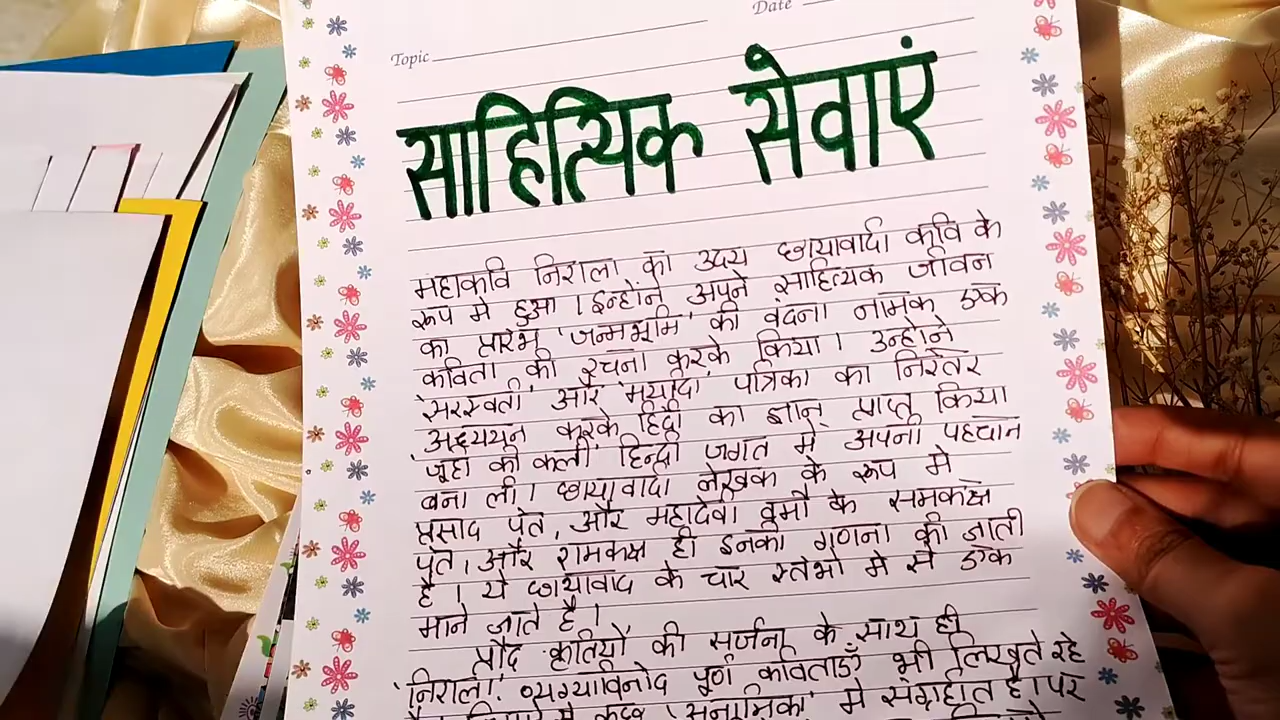 Date
Topic
साहित्यिक सेवाएं
महाकवि निराला का उदय छायावादी कवि के
रूप मे हुआ । इन्होंने अपने साहित्यिक जीवन
का प्रारंभ 'जन्मभूमि' की वंदना नामक एक
कविता की रचना करके किया। उन्होने
सरस्वती और मर्यादा पत्रिका का निरंतर
अध्ययन करके हिंदी का ज्ञान प्राप्त किया
'जूही की कली' हिन्दी जगत में अपनी पहचान
बना ली। छायावादी लेखक के रूप मे
प्रसाद पंत, और महादेवी वर्मा के समकक्ष
पंत, और रामकक्ष ही इनकी गणना की जाती
है। ये छायावाद के चार स्तंभो मे से एक
माने जाते है।
प्रौढ कृतियों की सर्जना के साथ ही
'निराला' व्यंग्यविनोद पूर्ण कविताएँ भी लिखते रहे
मे संग्रहीत है। पर